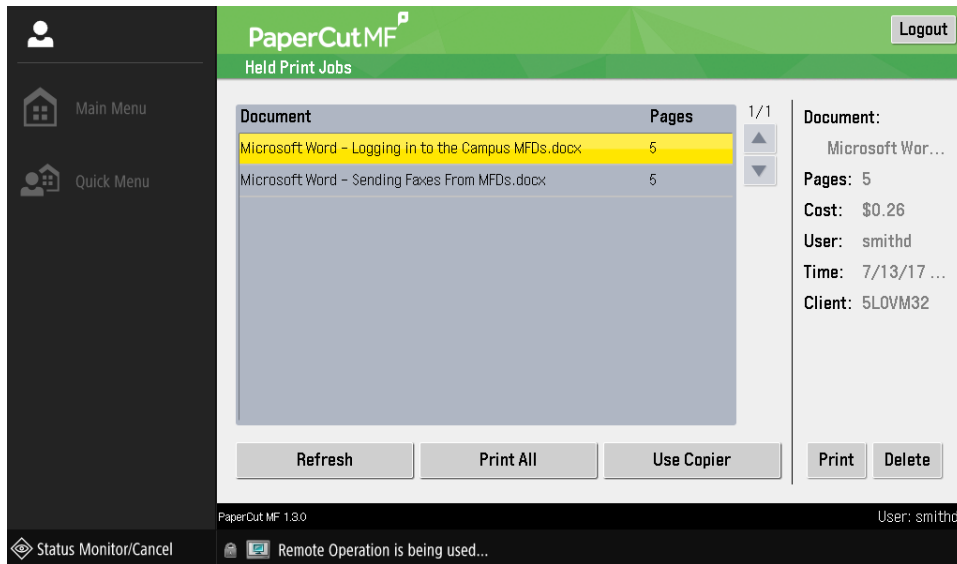 PaperCut MF
Logout
Held Print Jobs
Main Menu
Quick Menu
Document Pages 1/1
Microsoft Word - Logging in to the Campus MFDs.docx 5
Microsoft Word - Sending Faxes From MFDs.docx 5
Document:
Microsoft Wor...
Pages: 5
Cost: $0.26
User: smithd
Time: 7/13/17 ...
Client: 5L0VM32
Refresh Print All Use Copier Print Delete
PaperCut MF 1.3.0 User: smithd
Status Monitor/Cancel Remote Operation is being used...